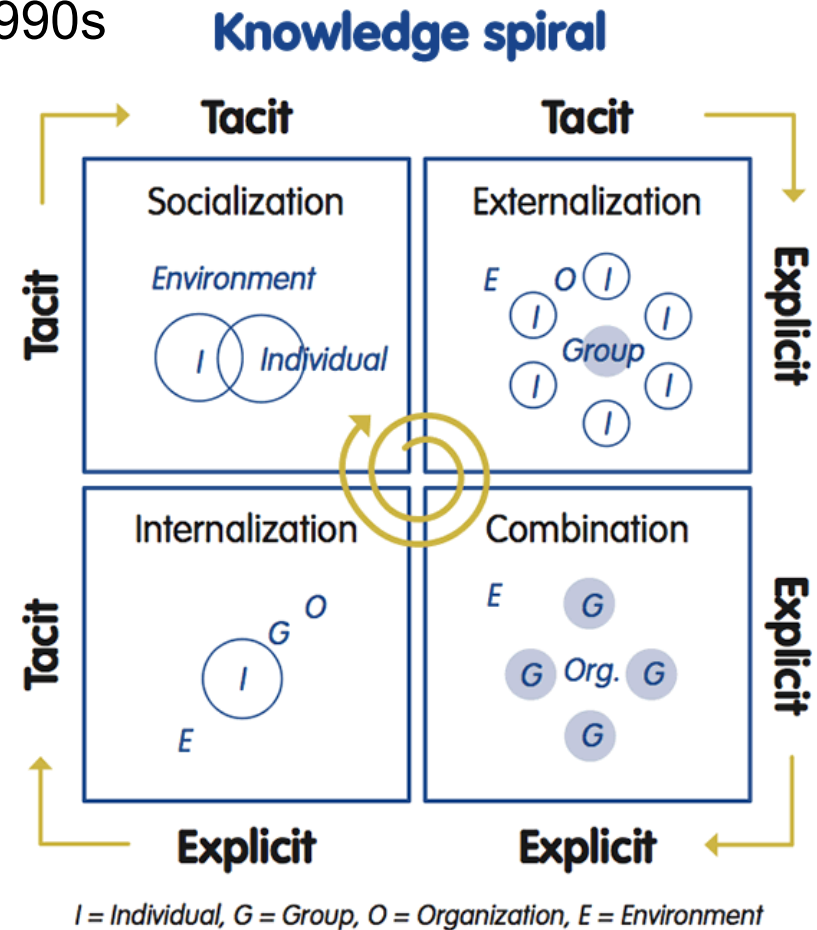 990s
Knowledge spiral
Tacit Tacit
Socialization
Environment
I Individual
Tacit
Externalization
E O I
I I
Group
I I
I
Explicit
Internalization
O
G
I
E
Tacit
Combination
E G
G Org. G
G
Explicit
Explicit Explicit
I = Individual, G = Group, O = Organization, E = Environment